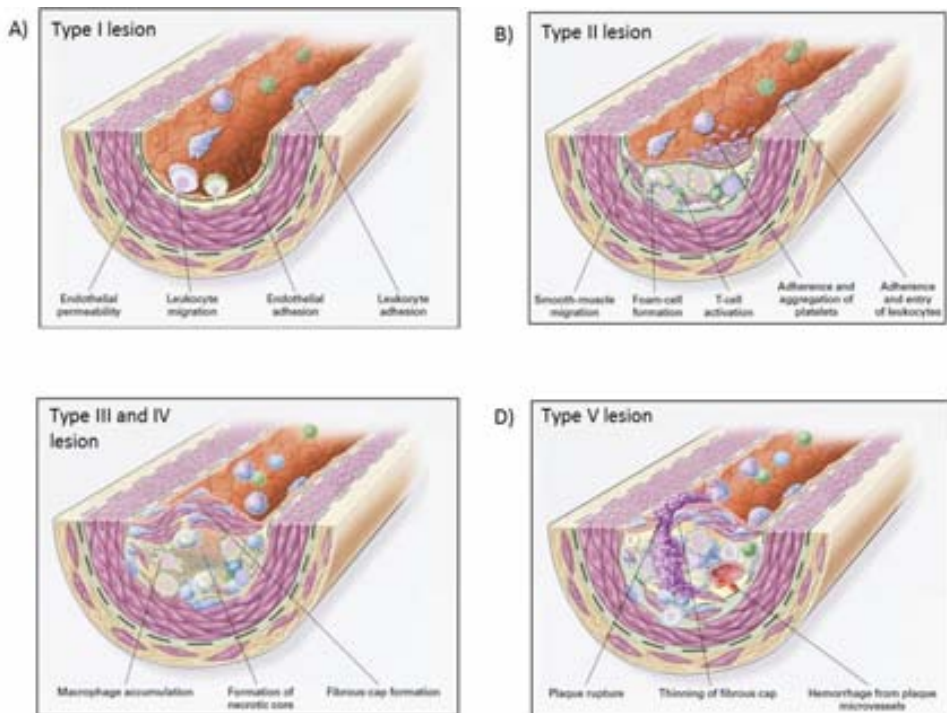 A)
Type I lesion
Endothelial
permeability
Leukocyte
migration
Endothelial
adhesion
Leukocyte
adhesion
B)
Type II lesion
Smooth-muscle
migration
Foam-cell
formation
T-cell
activation
Adherence and
aggregation of
platelets
Adherence
and entry
of leukocytes
Type III and IV
lesion
Macrophage accumulation
Formation of
necrotic core
Fibrous cap formation
D)
Type V lesion
Plaque rupture
Thinning of fibrous cap
Hemorrhage from plaque
microvessels